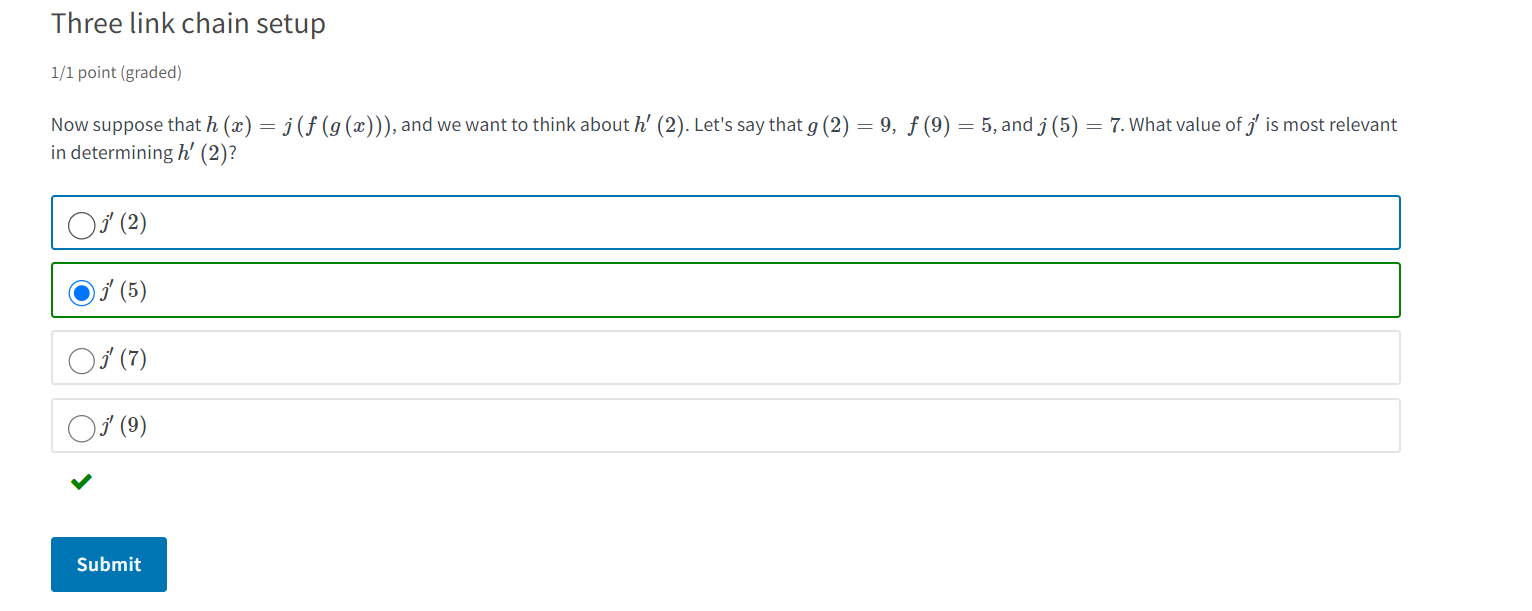 Three link chain setup
1/1 point (graded)
Now suppose that h (x) = j (f (g (x))), and we want to think about h′ (2). Let's say that g (2) = 9, f (9) = 5, and j (5) = 7. What value of j′ is most relevant
in determining h′ (2)?
j′ (2)
j′ (5)
j′ (7)
j′ (9)
Submit